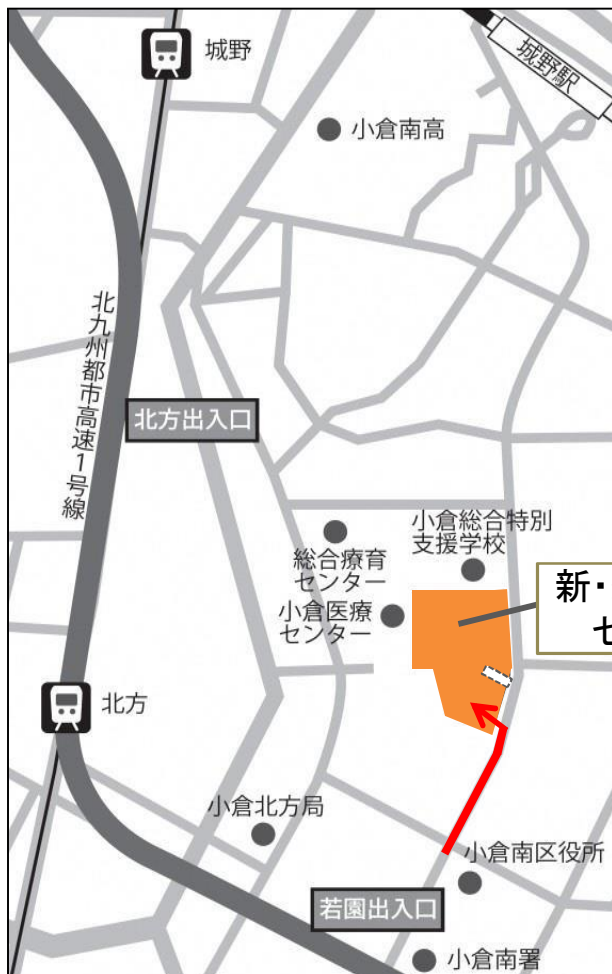 城野
城野駅
小倉南高
北九州都市高速1号線
北方出入口
小倉総合特別
支援学校
総合療育
センター
小倉医療
センター
新・
セ
北方
小倉北方局
小倉南区役所
若園出入口
小倉南署